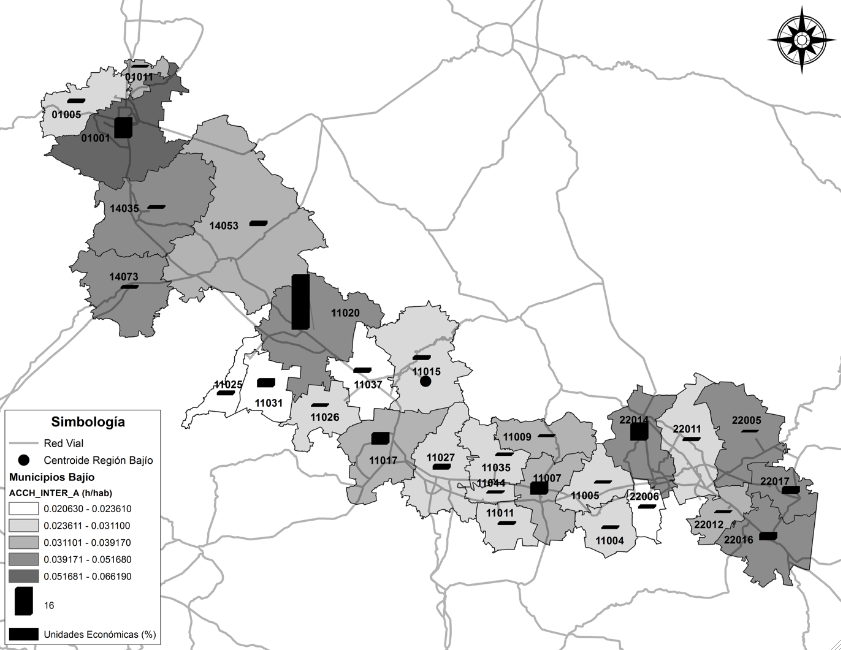 01011
01005
01001
14035
14053
14073
11020
11015
11025
11037
11031
11026
11009
22014
22011
22005
11017
11027
11035
11007
11044
11005
22006
22017
11011
11004
22012
22016
Simbología
Red Vial
Centroide Región Bajío
Municipios Bajío
ACCH_INTER_A (h/hab)
0.020630 - 0.023610
0.023611 - 0.031100
0.031101 - 0.039170
0.039171 - 0.051680
0.051681 - 0.066190
16
Unidades Económicas (%)